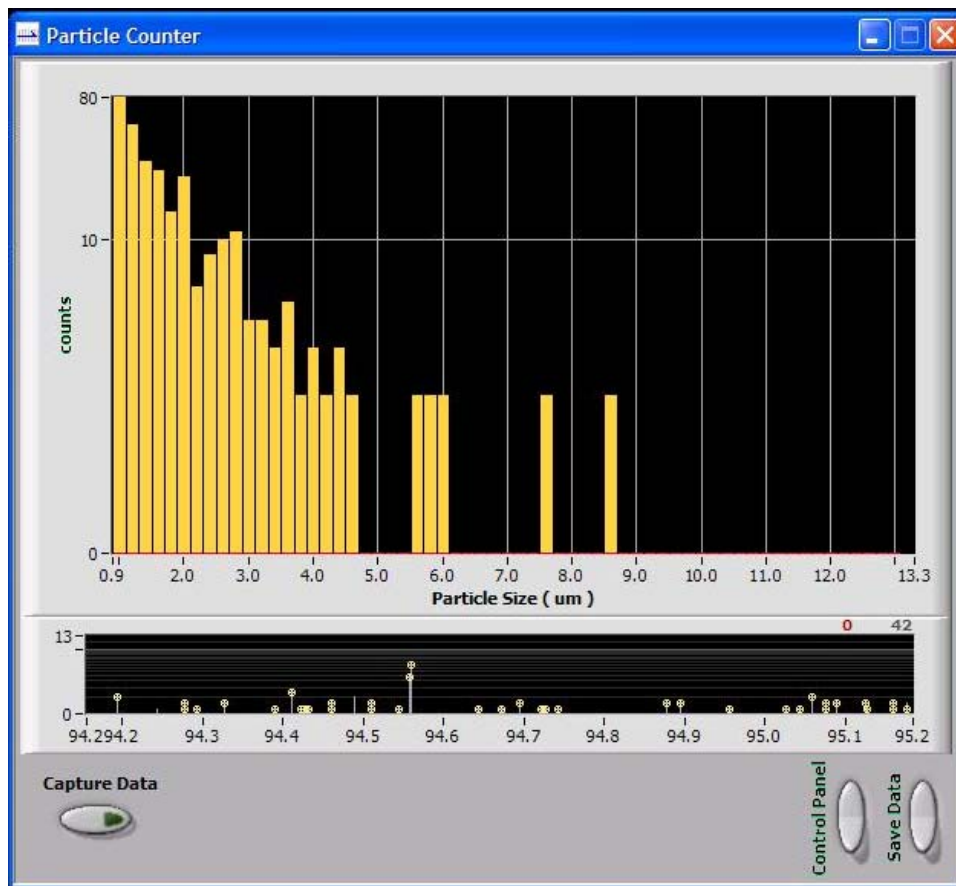 Particle Counter
80
10
0
counts
0.9 2.0 3.0 4.0 5.0 6.0 7.0 8.0 9.0 10.0 11.0 12.0 13.3
Particle Size ( um )
0 42
13
0
94.294.2 94.3 94.4 94.5 94.6 94.7 94.8 94.9 95.0 95.1 95.2
Capture Data
Control Panel
Save Data